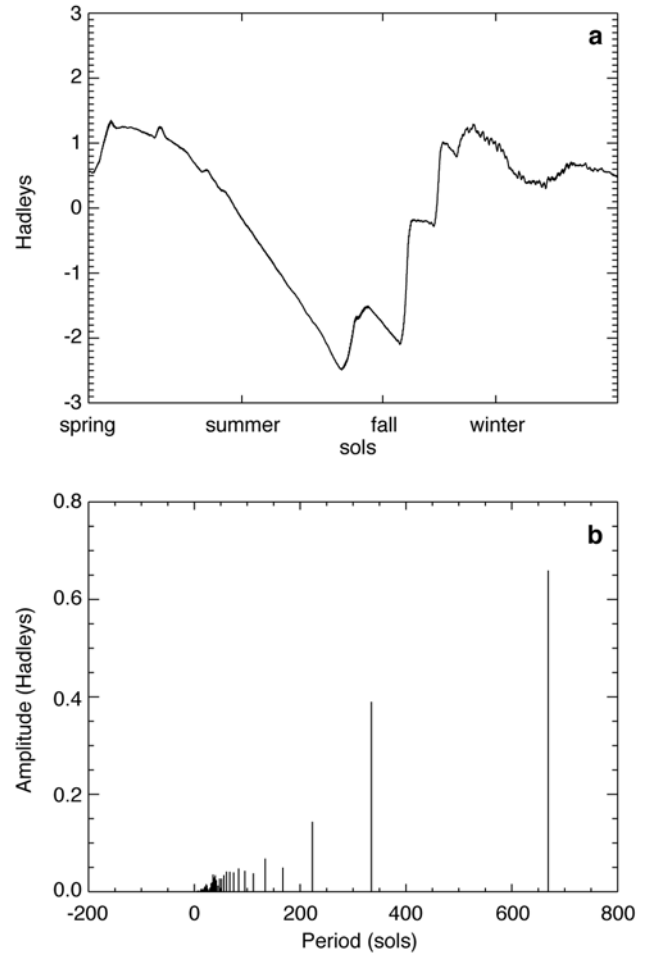 3
a
2
1
Hadleys
0
-1
-2
-3
spring summer fall winter
sols
0.8
b
0.6
Amplitude (Hadleys)
0.4
0.2
0.0
-200 0 200 400 600 800
Period (sols)